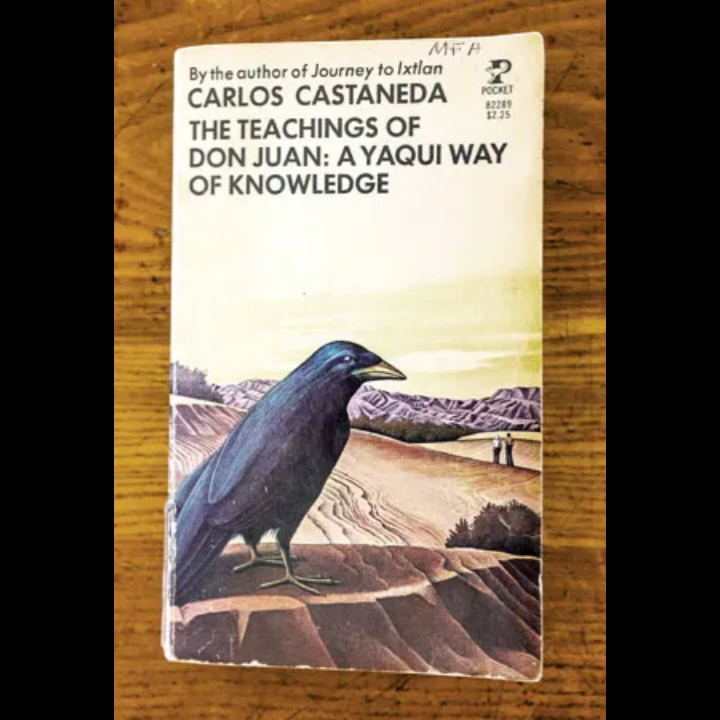 MFA
By the author of Journey to Ixtlan
CARLOS CASTANEDA
THE TEACHINGS OF
DON JUAN: A YAQUI WAY
OF KNOWLEDGE
P
POCKET
82289
$2.25